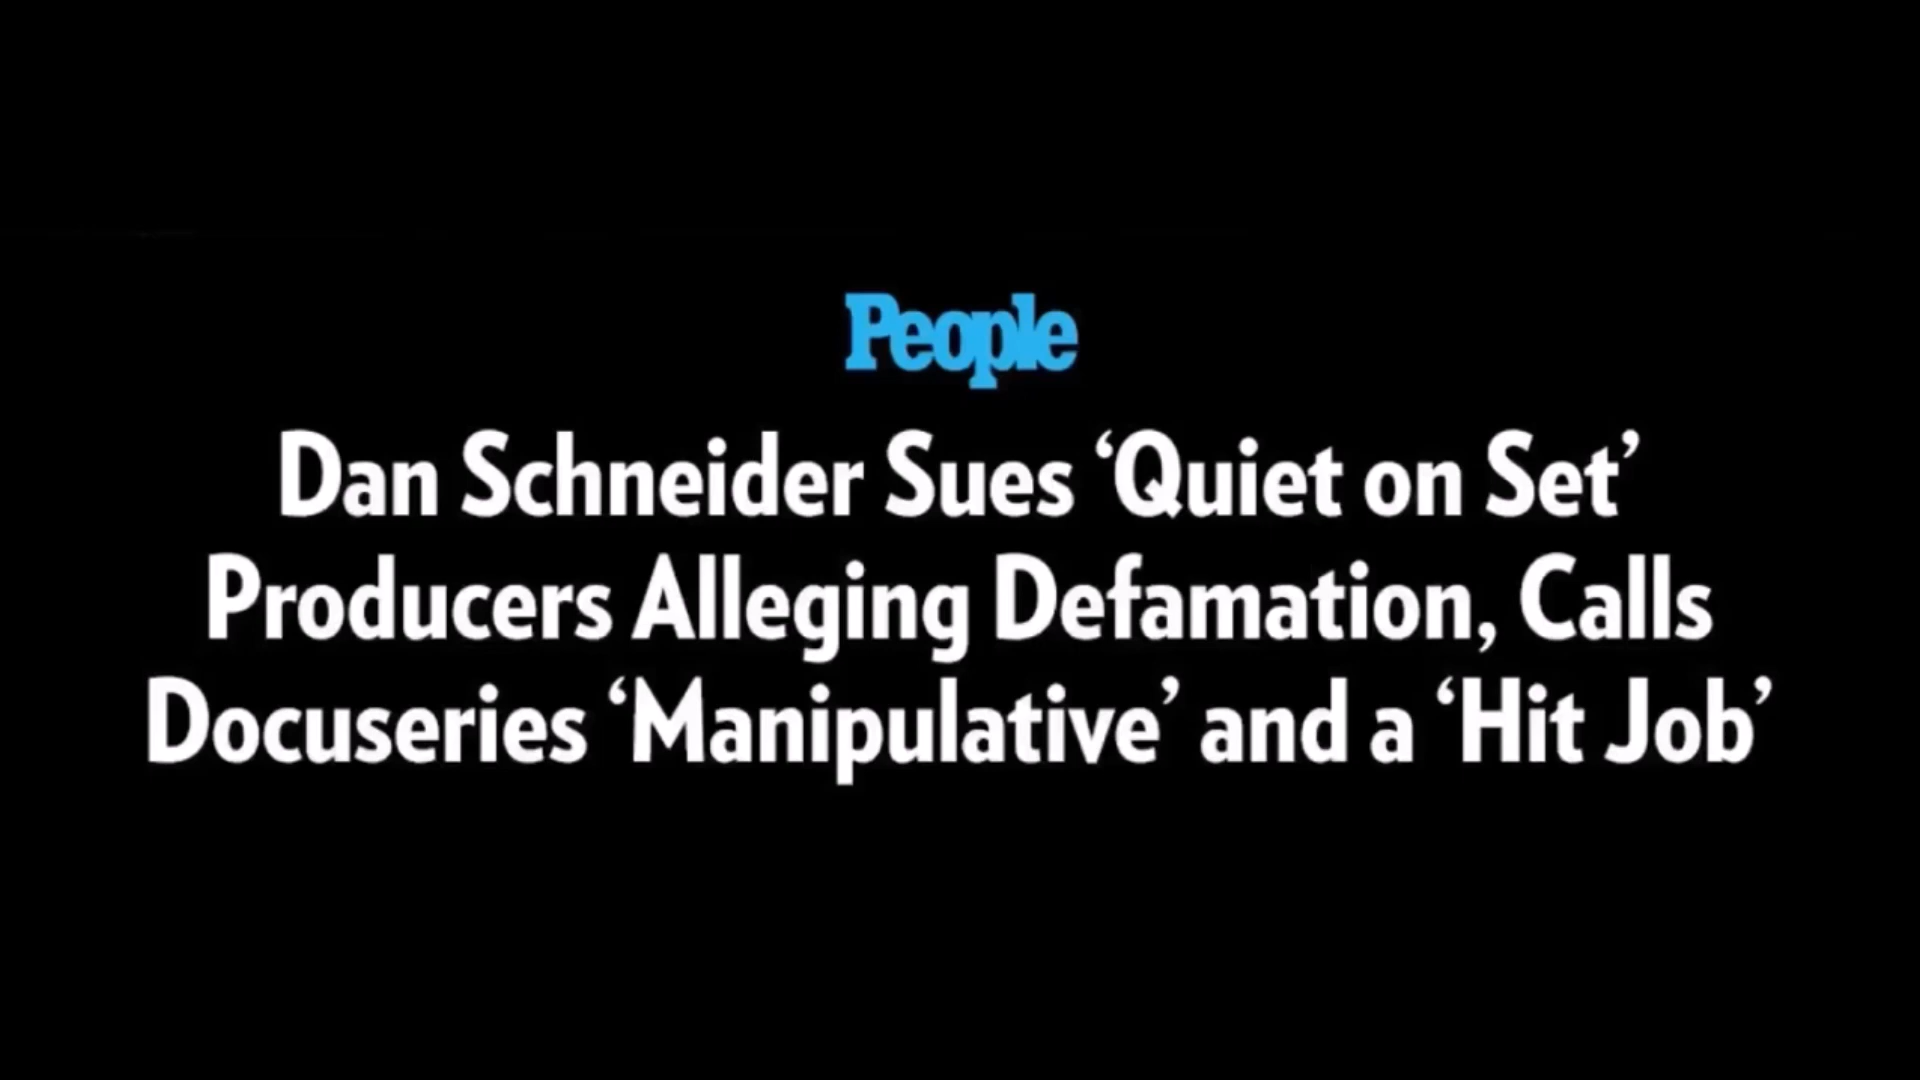 People
Dan Schneider Sues ‘Quiet on Set’
Producers Alleging Defamation, Calls
Docuseries ‘Manipulative’ and a ‘Hit Job’